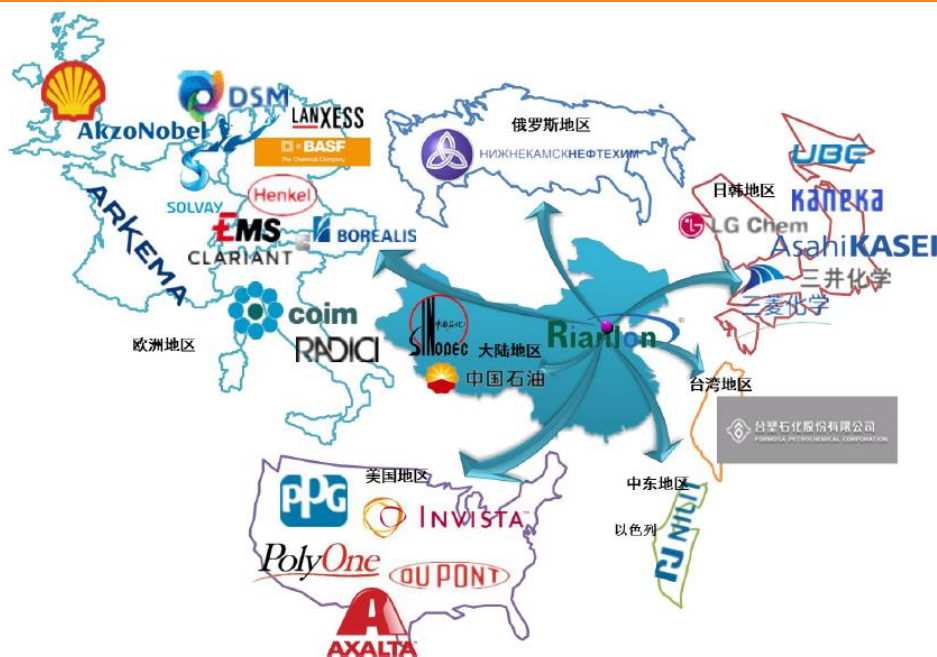 AkzoNobel
DSM
LANXESS
BASF
The Chemical Company
SOLVAY
Henkel
ARKEMA
EMS
CLARIANT
BOREALIS
coim
RADICI
欧洲地区
俄罗斯地区
НИЖНЕКАМСКНЕФТЕХИМ
日韩地区
UBE
kaneka
LG Chem
AsahiKASEI
三井化学
三菱化学
中国石化
SINOPEC
大陆地区
中国石油
Rianlon
®
台湾地区
台塑石化股份有限公司
FORMOSA PETROCHEMICAL CORPORATION
美国地区
PPG
INVISTA
PolyOne
DUPONT
AXALTA
中东地区
以色列
NILIT